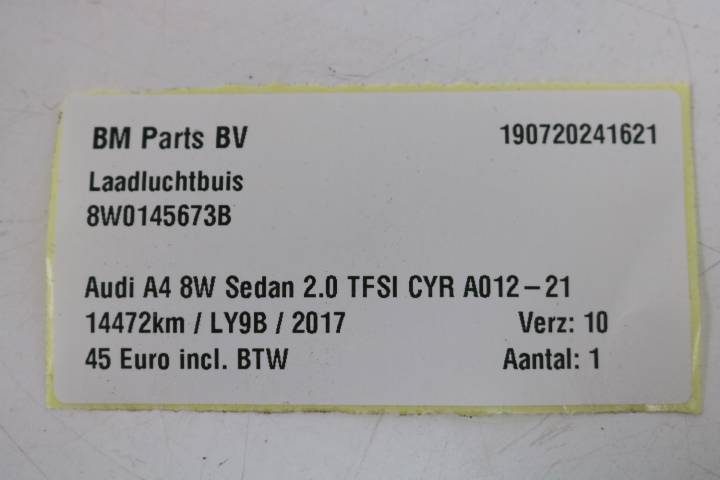 BM Parts BV 190720241621
Laadluchtbuis
8W0145673B
Audi A4 8W Sedan 2.0 TFSI CYR A012-21
14472km / LY9B / 2017 Verz: 10
45 Euro incl. BTW Aantal: 1